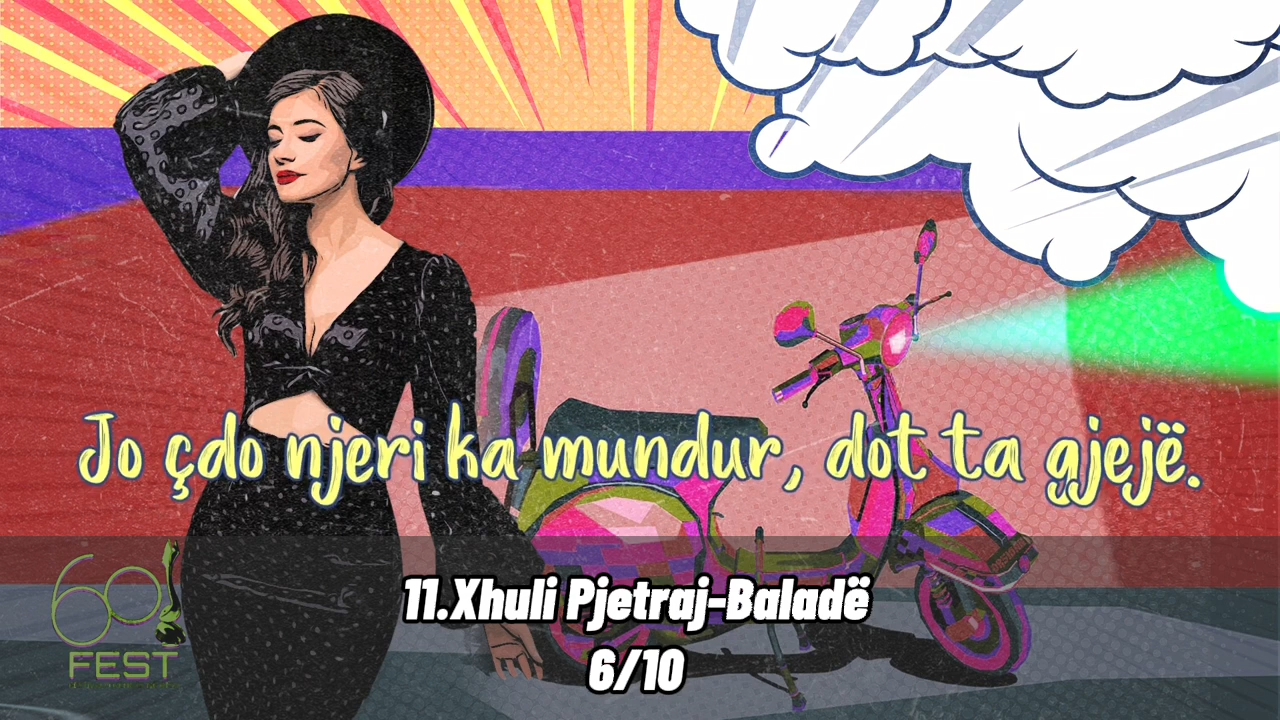 Jo çdo njeri ka mundur, dot ta gjejë.
11.Xhuli Pjetraj-Baladë
6/10
60
FEST